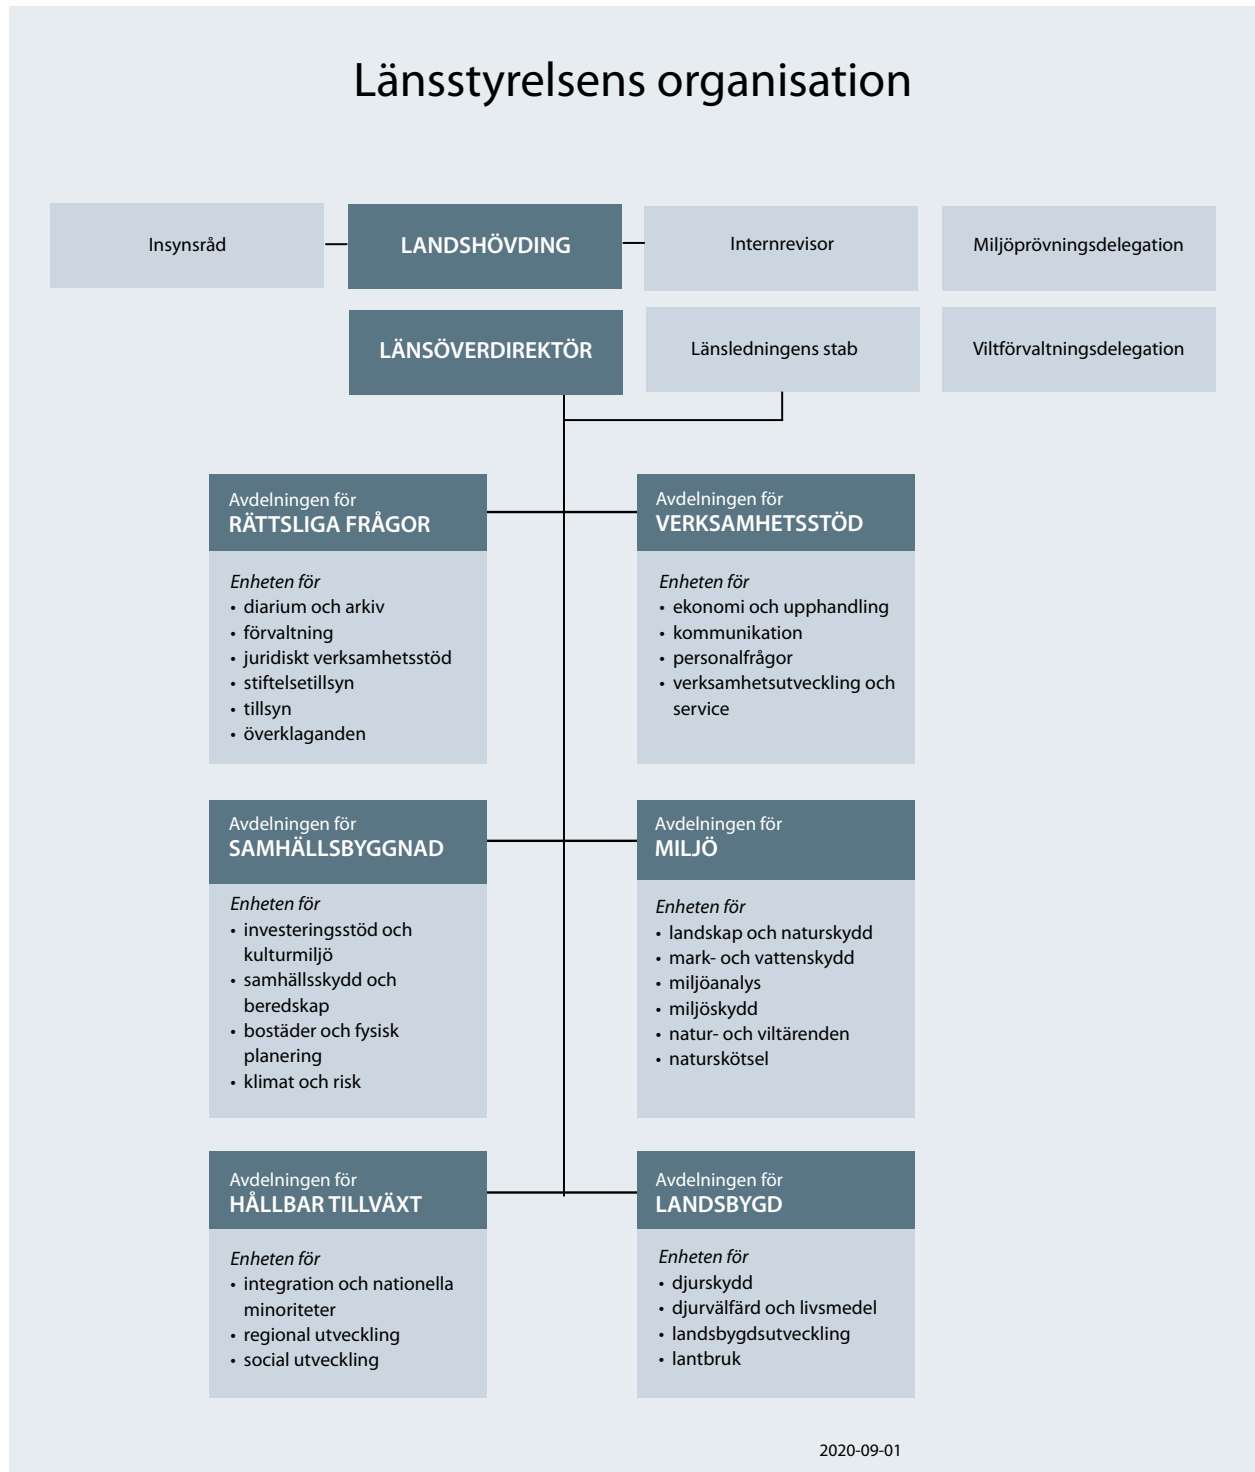 Länsstyrelsens organisation
Insynsråd
LANDSHÖVDING
Internrevisor
Miljöprövningsdelegation
LÄNSÖVERDIREKTÖR
Länsledningens stab
Viltförvaltningsdelegation
Avdelningen för
RÄTTSLIGA FRÅGOR
Enheten för
• diarium och arkiv
• förvaltning
• juridiskt verksamhetsstöd
• stiftelsetillsyn
• tillsyn
• överklaganden
Avdelningen för
VERKSAMHETSSTÖD
Enheten för
• ekonomi och upphandling
• kommunikation
• personalfrågor
• verksamhetsutveckling och
service
Avdelningen för
SAMHÄLLSBYGGNAD
Enheten för
• investeringsstöd och
kulturmiljö
• samhällsskydd och
beredskap
• bostäder och fysisk
planering
• klimat och risk
Avdelningen för
MILJÖ
Enheten för
• landskap och naturskydd
• mark- och vattenskydd
• miljöanalys
• miljöskydd
• natur- och viltärenden
• naturskötsel
Avdelningen för
HÅLLBAR TILLVÄXT
Enheten för
• integration och nationella
minoriteter
• regional utveckling
• social utveckling
Avdelningen för
LANDSBYGD
Enheten för
• djurskydd
• djurvälfärd och livsmedel
• landsbygdsutveckling
• lantbruk
2020-09-01